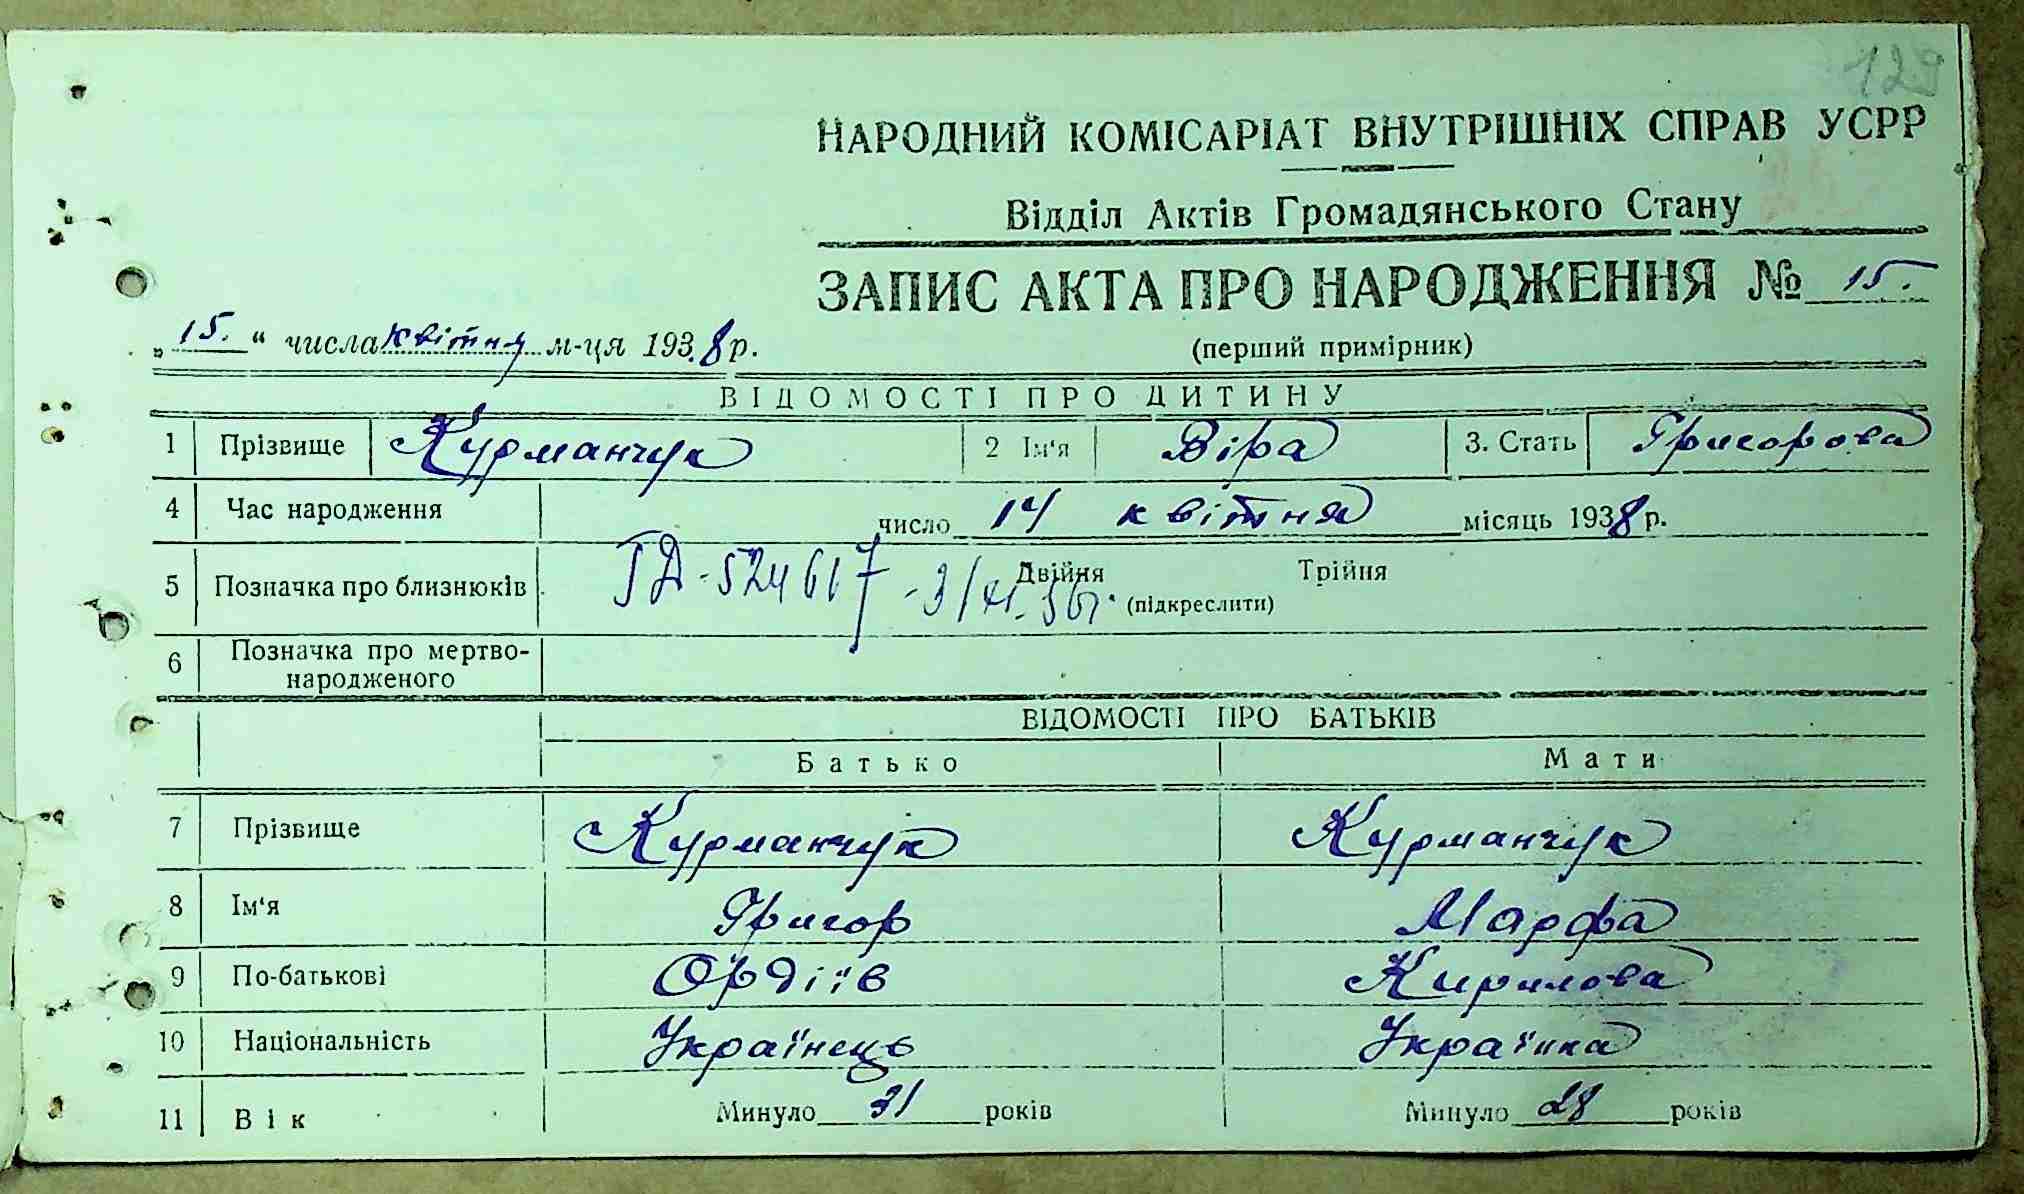 129
НАРОДНИЙ КОМІСАРІАТ ВНУТРІШНІХ СПРАВ УСРР
Відділ Актів Громадянського Стану
ЗАПИС АКТА ПРО НАРОДЖЕННЯ № 15.
„15.“ числа квітня м-ця 1938 р. (перший примірник)
ВІДОМОСТІ ПРО ДИТИНУ
1 Прізвище Курманчук 2 Ім'я Віра 3. Стать Григорова
4 Час народження число 14 квітня місяць 1938 р.
5 Позначка про близнюків Двійня Трійня
524617 (підкреслити)
6 Позначка про мертво-
народженого
ВІДОМОСТІ ПРО БАТЬКІВ
Батько Мати
7 Прізвище Курманчук Курманчук
8 Ім'я Григор Марфа
9 По-батькові Ордіїв Кирилова
10 Національність Українець Українка
11 Вік Минуло 31 років Минуло 28 років